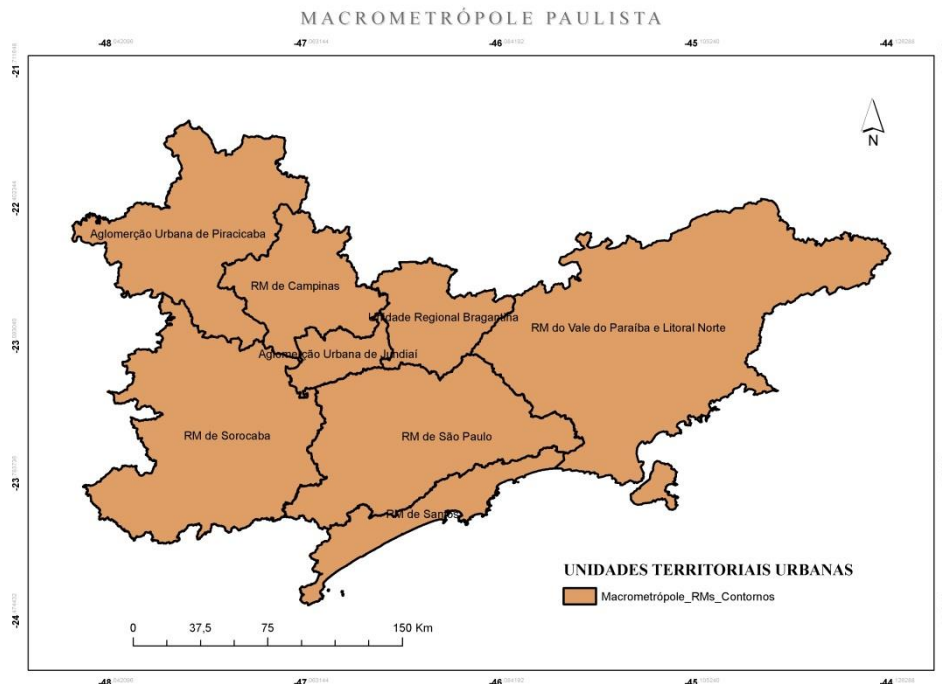 MACROMETRÓPOLE PAULISTA
-48 -47 -46 -45 -44
-21
-22
-23
-23
-24
N
Aglomerção Urbana de Piracicaba
RM de Campinas
Unidade Regional Bragantina
RM do Vale do Paraíba e Litoral Norte
Aglomerção Urbana de Jundiaí
RM de Sorocaba
RM de São Paulo
RM de Santos
UNIDADES TERRITORIAIS URBANAS
Macrometrópole_RMs_Contornos
0 37,5 75 150 Km
-48 -47 -46 -45 -44